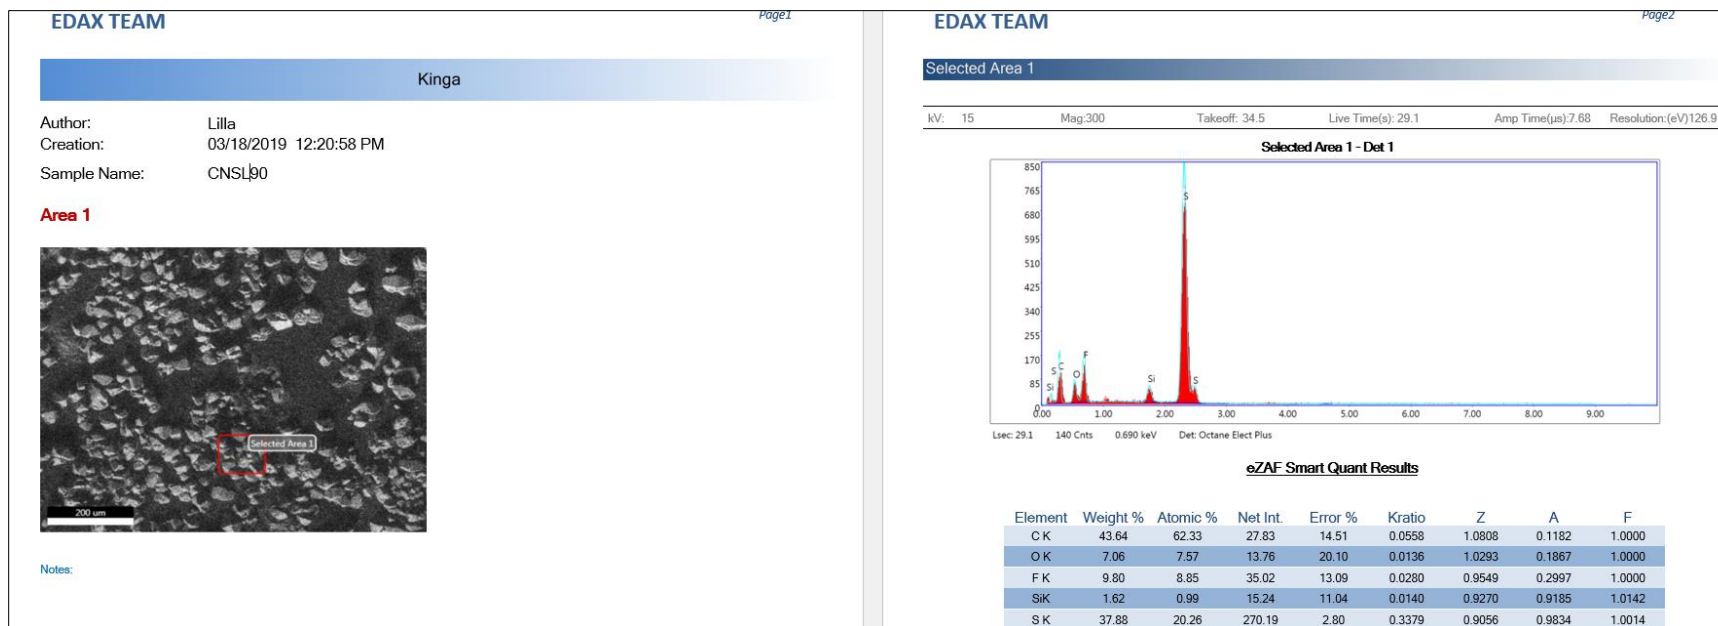 EDAX TEAM
Page1
Kinga
Author: Lilla
Creation: 03/18/2019 12:20:58 PM
Sample Name: CNSL90
Area 1
Selected Area 1
200 um
Notes:
EDAX TEAM
Page2
Selected Area 1
kV: 15 Mag:300 Takeoff: 34.5 Live Time(s): 29.1 Amp Time(µs):7.68 Resolution:(eV)126.9
Selected Area 1 - Det 1
850
765
680
595
510
425
340
255
170
85
0
S
F
S C
O
Si
Si
S
0.00 1.00 2.00 3.00 4.00 5.00 6.00 7.00 8.00 9.00
Lsec: 29.1 140 Cnts 0.690 keV Det: Octane Elect Plus
eZAF Smart Quant Results
Element Weight % Atomic % Net Int. Error % Kratio Z A F
C K 43.64 62.33 27.83 14.51 0.0558 1.0808 0.1182 1.0000
O K 7.06 7.57 13.76 20.10 0.0136 1.0293 0.1867 1.0000
F K 9.80 8.85 35.02 13.09 0.0280 0.9549 0.2997 1.0000
SiK 1.62 0.99 15.24 11.04 0.0140 0.9270 0.9185 1.0142
S K 37.88 20.26 270.19 2.80 0.3379 0.9056 0.9834 1.0014